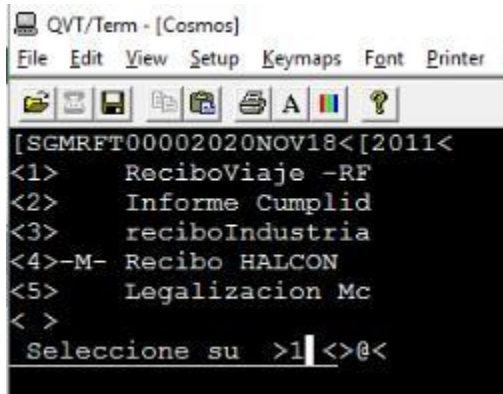 QVT/Term - [Cosmos]
File Edit View Setup Keymaps Font Printer
[SGMRFT00002020NOV18<[2011<
<1> ReciboViaje -RF
<2> Informe Cumplid
<3> reciboIndustria
<4>-M- Recibo HALCON
<5> Legalizacion Mc
< >
Seleccione su >1 <>@<